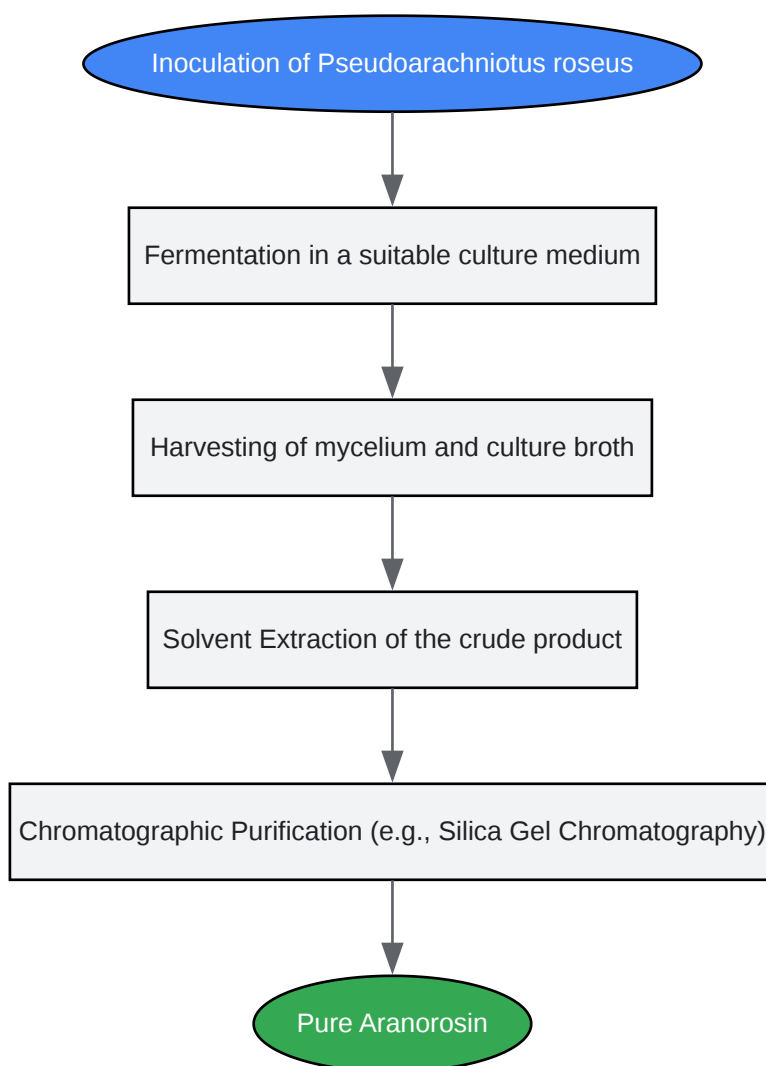 Inoculation of Pseudoarachniotus roseus
Fermentation in a suitable culture medium
Harvesting of mycelium and culture broth
Solvent Extraction of the crude product
Chromatographic Purification (e.g., Silica Gel Chromatography)
Pure Aranorosin